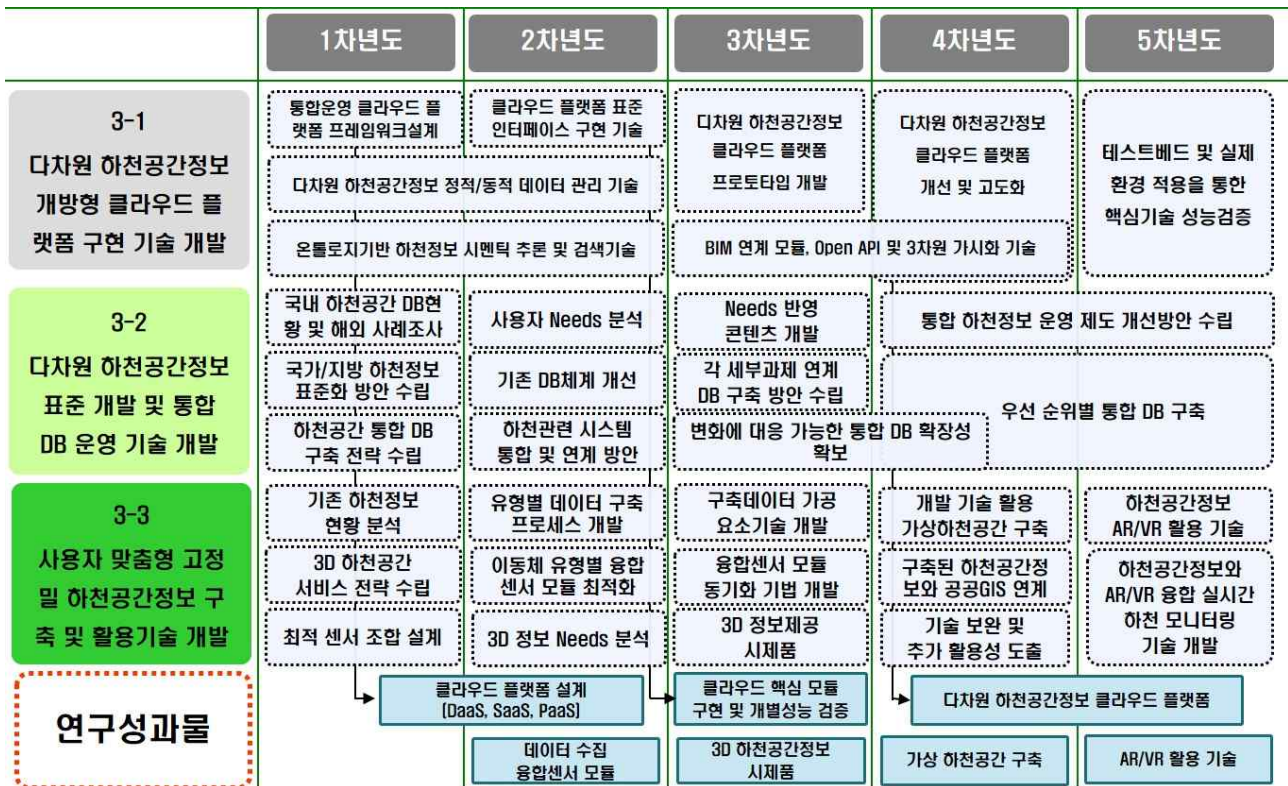 1차년도
2차년도
3차년도
4차년도
5차년도
3-1
다차원 하천공간정보
개방형 클라우드 플
랫폼 구현 기술 개발
통합운영 클라우드 플
랫폼 프레임워크설계
클라우드 플랫폼 표준
인터페이스 구현 기술
다차원 하천공간정보
클라우드 플랫폼
프로토타입 개발
다차원 하천공간정보
클라우드 플랫폼
개선 및 고도화
테스트베드 및 실제
환경 적용을 통한
핵심기술 성능검증
다차원 하천공간정보 정적/동적 데이터 관리 기술
온톨로지기반 하천정보 시멘틱 추론 및 검색기술
BIM 연계 모듈, Open API 및 3차원 가시화 기술
3-2
다차원 하천공간정보
표준 개발 및 통합
DB 운영 기술 개발
국내 하천공간 DB현
황 및 해외 사례조사
사용자 Needs 분석
Needs 반영
콘텐츠 개발
통합 하천정보 운영 제도 개선방안 수립
국가/지방 하천정보
표준화 방안 수립
기존 DB체계 개선
각 세부과제 연계
DB 구축 방안 수립
우선 순위별 통합 DB 구축
하천공간 통합 DB
구축 전략 수립
하천관련 시스템
통합 및 연계 방안
변화에 대응 가능한 통합 DB 확장성
확보
3-3
사용자 맞춤형 고정
밀 하천공간정보 구
축 및 활용기술 개발
기존 하천정보
현황 분석
유형별 데이터 구축
프로세스 개발
구축데이터 가공
요소기술 개발
개발 기술 활용
가상하천공간 구축
하천공간정보
AR/VR 활용 기술
3D 하천공간
서비스 전략 수립
이동체 유형별 융합
센서 모듈 최적화
융합센서 모듈
동기화 기법 개발
구축된 하천공간정
보와 공공GIS 연계
하천공간정보와
AR/VR 융합 실시간
하천 모니터링
기술 개발
최적 센서 조합 설계
3D 정보 Needs 분석
3D 정보제공
시제품
기술 보완 및
추가 활용성 도출
연구성과물
클라우드 플랫폼 설계
(DaaS, SaaS, PaaS)
클라우드 핵심 모듈
구현 및 개별성능 검증
다차원 하천공간정보 클라우드 플랫폼
데이터 수집
융합센서 모듈
3D 하천공간정보
시제품
가상 하천공간 구축
AR/VR 활용 기술